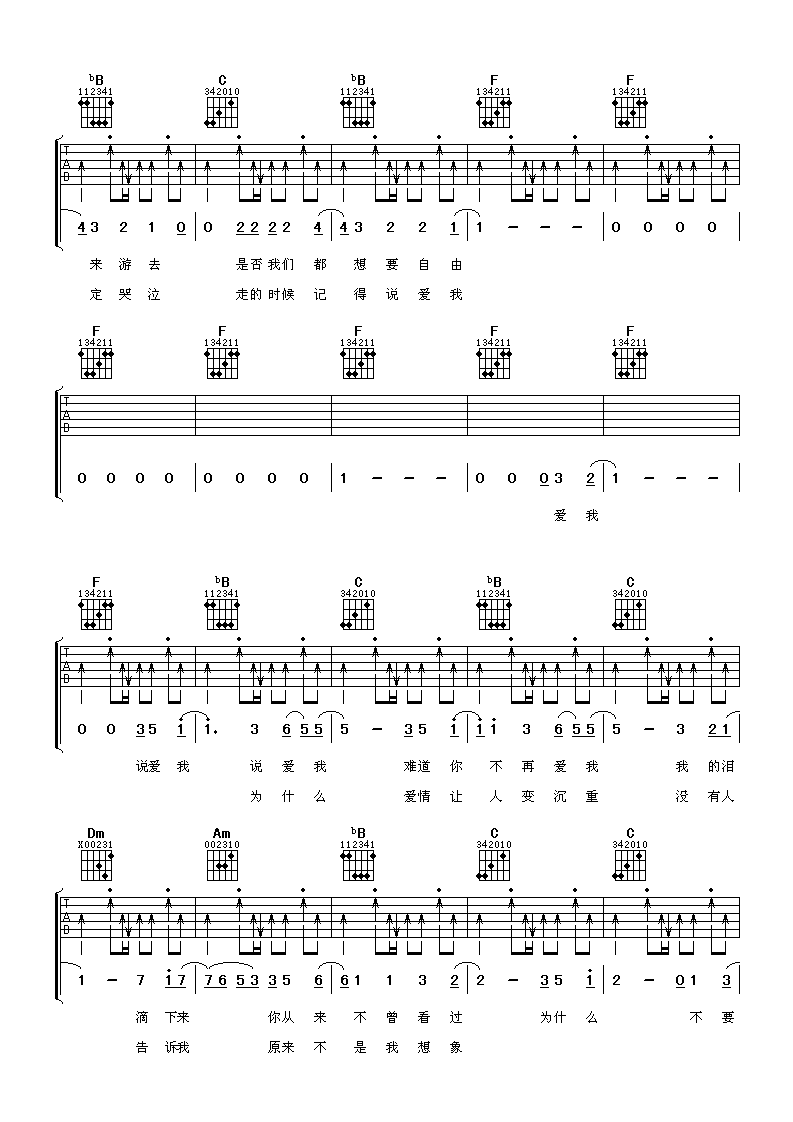 ♭B C ♭B F F
112341 342010 112341 134211 134211
T A B
4 3 2 1 0 | 0 2 2 2 2 4 | 4 3 2 2 1 | 1 - - - | 0 0 0 0
来 游 去 是否 我们 都 想 要 自 由
定 哭 泣 走的 时候 记 得 说 爱 我
F F F F F
134211 134211 134211 134211 134211
T A B
0 0 0 0 | 0 0 0 0 | 1 - - - | 0 0 0 3 2 | 1 - - -
爱 我
F ♭B C ♭B C
134211 112341 342010 112341 342010
T A B
0 0 3 5 i | i. 3 6 5 5 | 5 - 3 5 i | i i 3 6 5 5 | 5 - 3 2 1
说爱 我 说 爱 我 难道 你 不 再 爱 我 我 的泪
为 什 么 爱情 让 人 变 沉 重 没 有人
Dm Am ♭B C C
X00231 002310 112341 342010 342010
T A B
1 - 7 i 7 | 7 6 5 3 3 5 6 | 6 1 1 3 2 | 2 - 3 5 i | 2 - 0 1 3
滴 下来 你从 来 不 曾 看 过 为什 么 不 要
告 诉我 原来 不 是 我 想 象